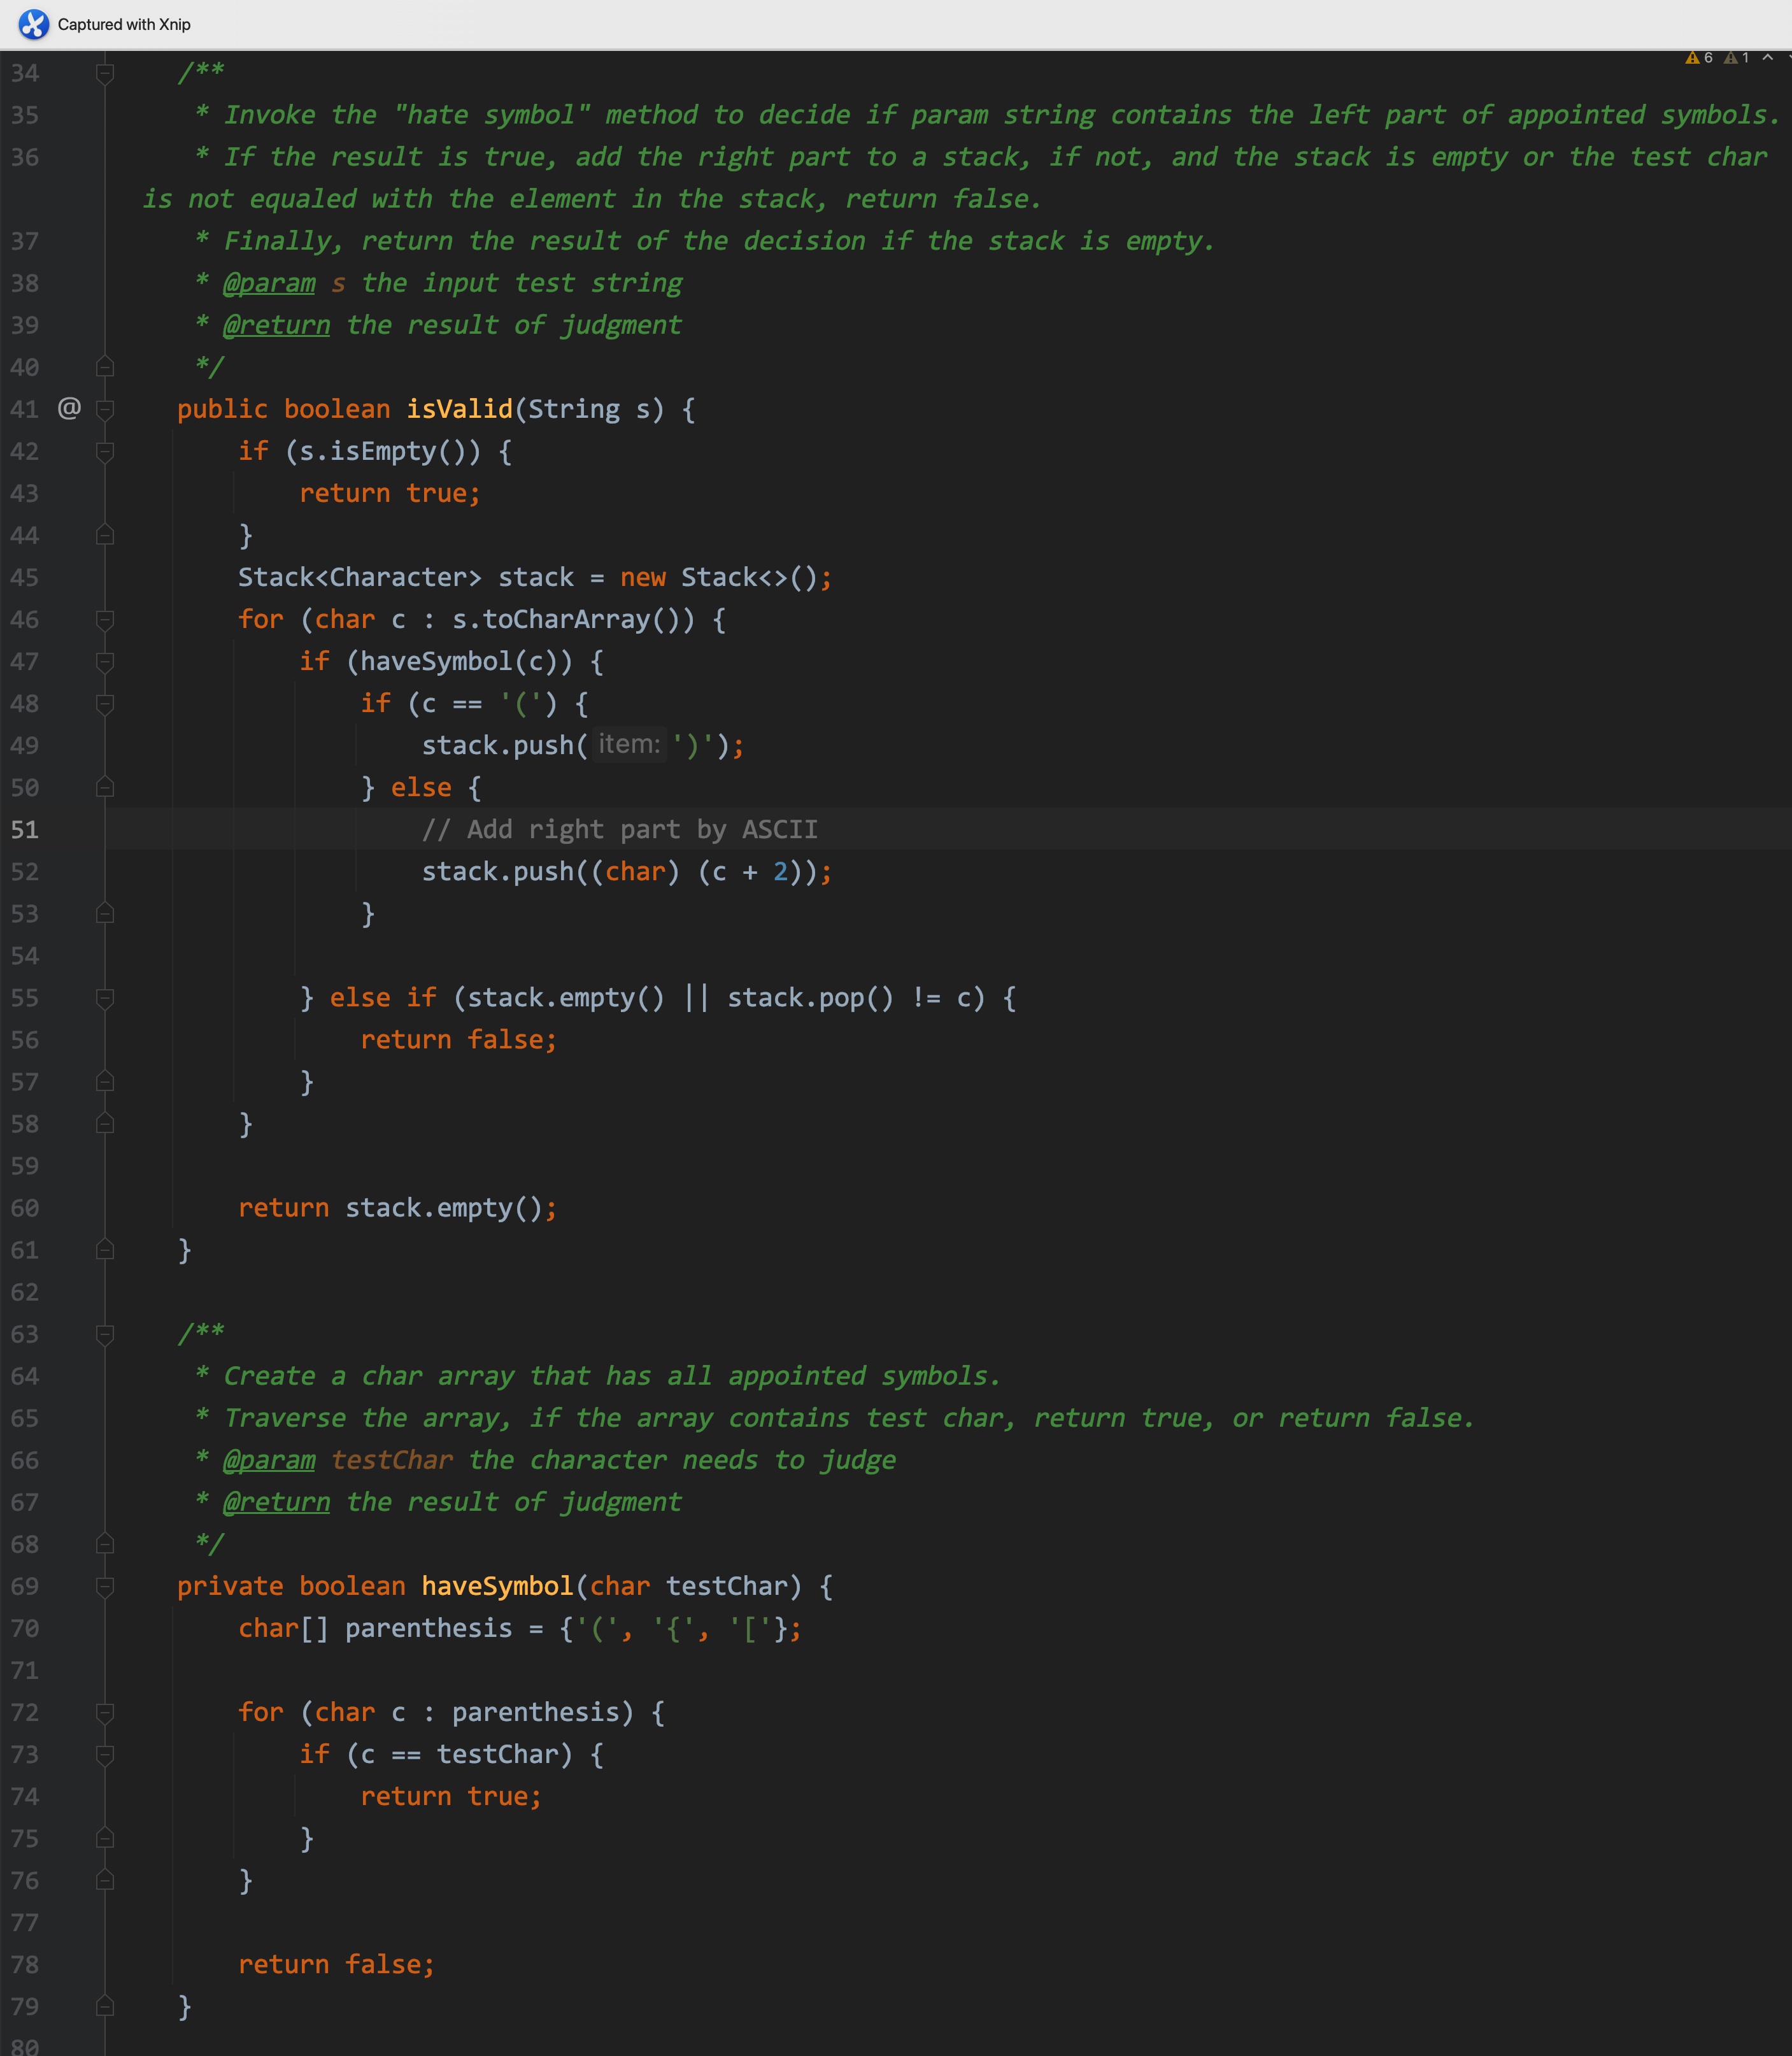 Captured with Xnip
6 1
34 /**
35 * Invoke the "hate symbol" method to decide if param string contains the left part of appointed symbols.
36 * If the result is true, add the right part to a stack, if not, and the stack is empty or the test char
is not equaled with the element in the stack, return false.
37 * Finally, return the result of the decision if the stack is empty.
38 * @param s the input test string
39 * @return the result of judgment
40 */
41 @ public boolean isValid(String s) {
42 if (s.isEmpty()) {
43 return true;
44 }
45 Stack<Character> stack = new Stack<>();
46 for (char c : s.toCharArray()) {
47 if (haveSymbol(c)) {
48 if (c == '(') {
49 stack.push( item: ')');
50 } else {
51 // Add right part by ASCII
52 stack.push((char) (c + 2));
53 }
54
55 } else if (stack.empty() || stack.pop() != c) {
56 return false;
57 }
58 }
59
60 return stack.empty();
61 }
62
63 /**
64 * Create a char array that has all appointed symbols.
65 * Traverse the array, if the array contains test char, return true, or return false.
66 * @param testChar the character needs to judge
67 * @return the result of judgment
68 */
69 private boolean haveSymbol(char testChar) {
70 char[] parenthesis = {'(', '{', '['};
71
72 for (char c : parenthesis) {
73 if (c == testChar) {
74 return true;
75 }
76 }
77
78 return false;
79 }
80